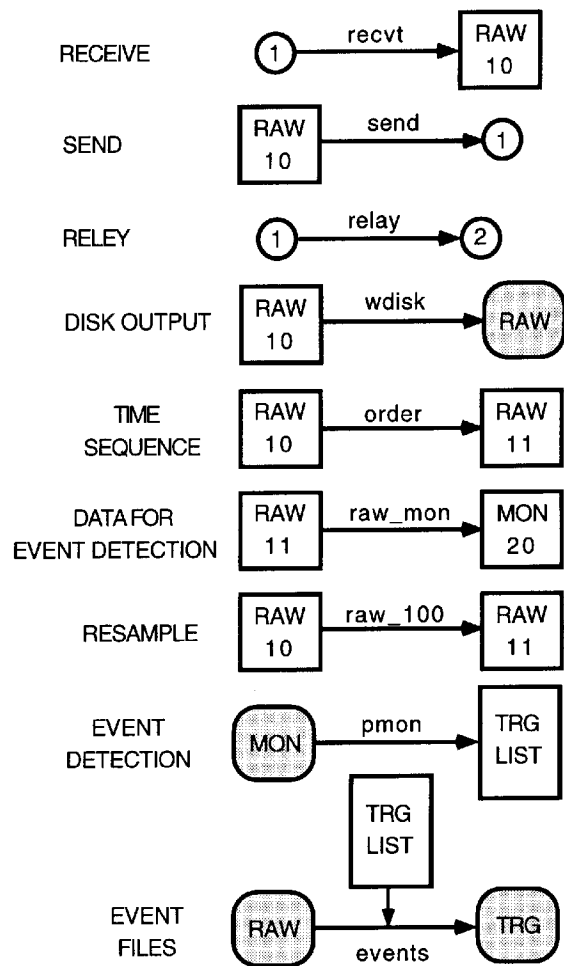 RECEIVE
1
recvt
RAW
10
SEND
RAW
10
send
1
RELEY
1
relay
2
DISK OUTPUT
RAW
10
wdisk
RAW
TIME
SEQUENCE
RAW
10
order
RAW
11
DATA FOR
EVENT DETECTION
RAW
11
raw_mon
MON
20
RESAMPLE
RAW
10
raw_100
RAW
11
EVENT
DETECTION
MON
pmon
TRG
LIST
TRG
LIST
EVENT
FILES
RAW
events
TRG